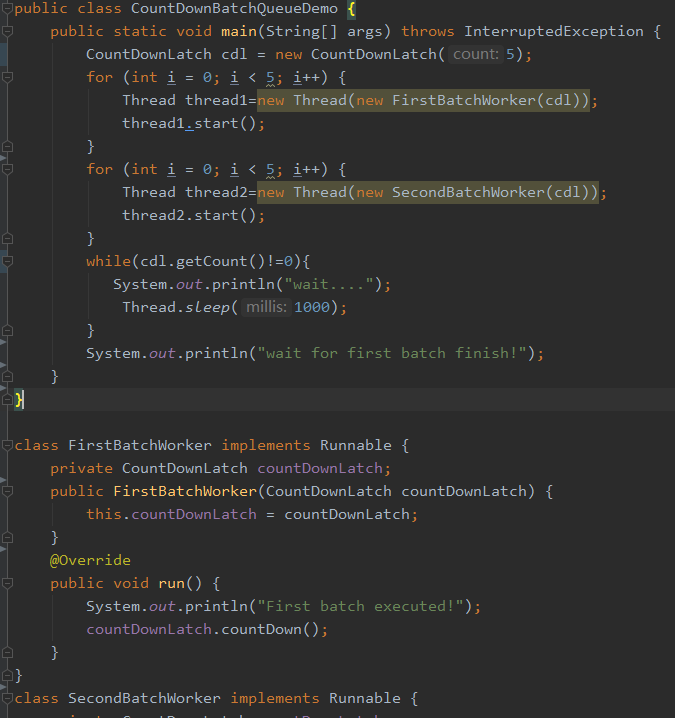 public class CountDownBatchQueueDemo {
    public static void main(String[] args) throws InterruptedException {
        CountDownLatch cdl = new CountDownLatch( count: 5);
        for (int i = 0; i < 5; i++) {
            Thread thread1=new Thread(new FirstBatchWorker(cdl));
            thread1.start();
        }
        for (int i = 0; i < 5; i++) {
            Thread thread2=new Thread(new SecondBatchWorker(cdl));
            thread2.start();
        }
        while(cdl.getCount()!=0){
           System.out.println("wait....");
            Thread.sleep( millis: 1000);
        }
        System.out.println("wait for first batch finish!");
    }
}
class FirstBatchWorker implements Runnable {
    private CountDownLatch countDownLatch;
    public FirstBatchWorker(CountDownLatch countDownLatch) {
        this.countDownLatch = countDownLatch;
    }
    @Override
    public void run() {
        System.out.println("First batch executed!");
        countDownLatch.countDown();
    }
}
class SecondBatchWorker implements Runnable {